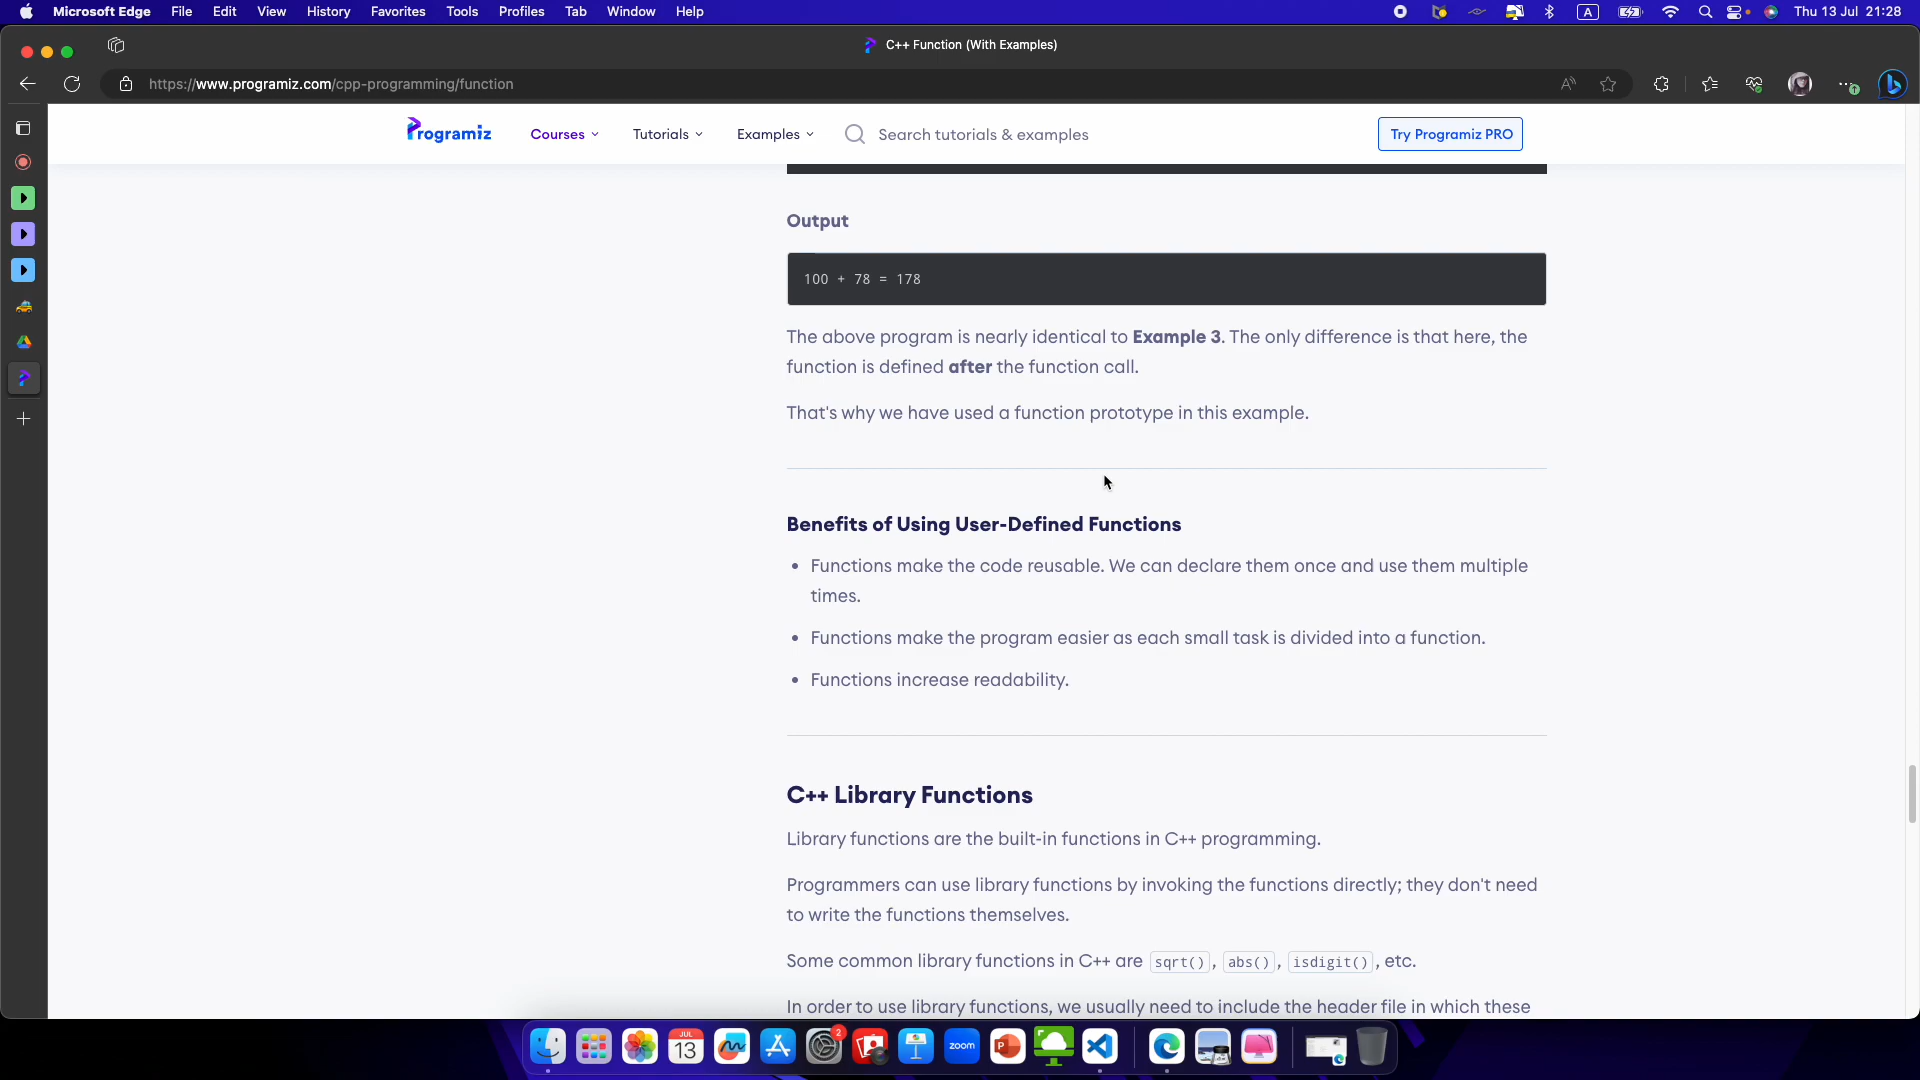 Microsoft Edge File Edit View History Favorites Tools Profiles Tab Window Help A Thu 13 Jul 21:28
C++ Function (With Examples)
https://www.programiz.com/cpp-programming/function
Programiz Courses Tutorials Examples Search tutorials & examples Try Programiz PRO
Output
100 + 78 = 178
The above program is nearly identical to Example 3. The only difference is that here, the
function is defined after the function call.
That's why we have used a function prototype in this example.
Benefits of Using User-Defined Functions
• Functions make the code reusable. We can declare them once and use them multiple
times.
• Functions make the program easier as each small task is divided into a function.
• Functions increase readability.
C++ Library Functions
Library functions are the built-in functions in C++ programming.
Programmers can use library functions by invoking the functions directly; they don't need
to write the functions themselves.
Some common library functions in C++ are sqrt(), abs(), isdigit(), etc.
In order to use library functions, we usually need to include the header file in which these
JUL
13
2
zoom